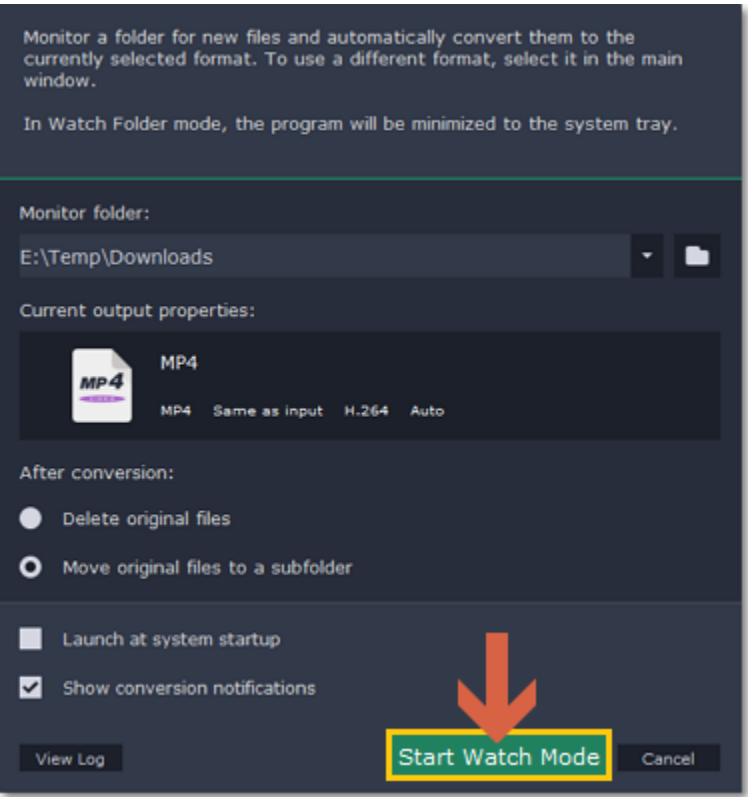 Monitor a folder for new files and automatically convert them to the
currently selected format. To use a different format, select it in the main
window.
In Watch Folder mode, the program will be minimized to the system tray.
Monitor folder:
E:\Temp\Downloads
Current output properties:
MP4
MP4
MP4 Same as input H.264 Auto
After conversion:
Delete original files
Move original files to a subfolder
Launch at system startup
Show conversion notifications
View Log Start Watch Mode Cancel